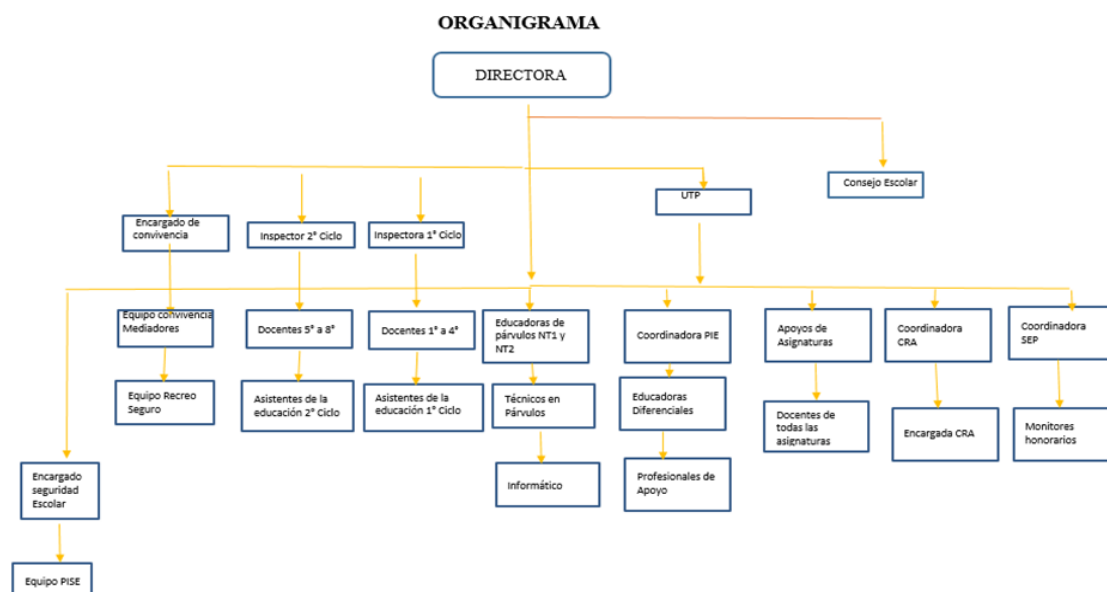 ORGANIGRAMA
DIRECTORA
Consejo Escolar
UTP
Encargado de
convivencia
Inspector 2° Ciclo
Inspectora 1° Ciclo
Equipo convivencia
Mediadores
Docentes 5° a 8°
Docentes 1° a 4°
Educadoras de
párvulos NT1 y
NT2
Coordinadora PIE
Apoyos de
Asignaturas
Coordinadora
CRA
Coordinadora
SEP
Equipo Recreo
Seguro
Asistentes de la
educación 2° Ciclo
Asistentes de la
educación 1° Ciclo
Técnicos en
Párvulos
Educadoras
Diferenciales
Docentes de
todas las
asignaturas
Encargada CRA
Monitores
honorarios
Encargado
seguridad
Escolar
Informático
Profesionales de
Apoyo
Equipo PISE